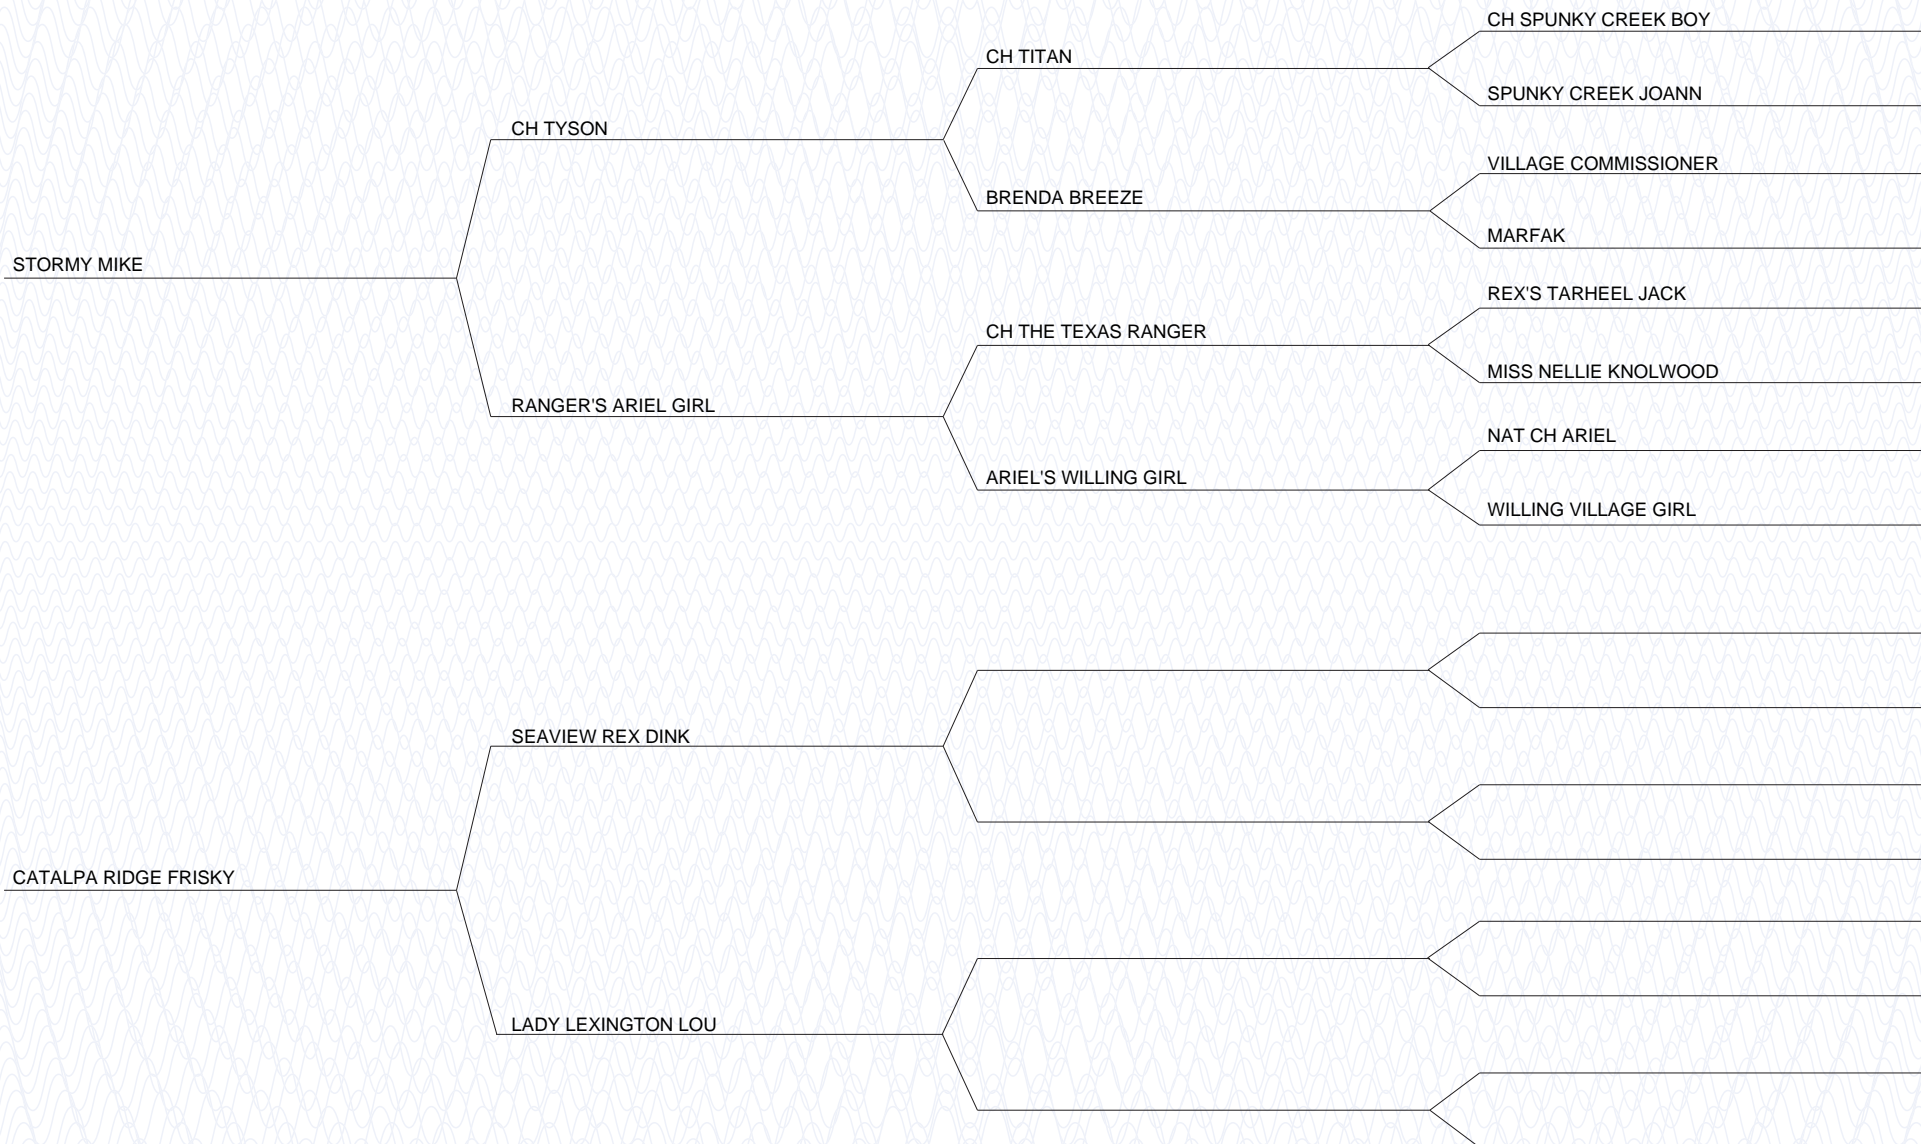 CH SPUNKY CREEK BOY
CH TITAN
SPUNKY CREEK JOANN
CH TYSON
VILLAGE COMMISSIONER
BRENDA BREEZE
MARFAK
STORMY MIKE
REX'S TARHEEL JACK
CH THE TEXAS RANGER
MISS NELLIE KNOLWOOD
RANGER'S ARIEL GIRL
NAT CH ARIEL
ARIEL'S WILLING GIRL
WILLING VILLAGE GIRL
SEAVIEW REX DINK
CATALPA RIDGE FRISKY
LADY LEXINGTON LOU